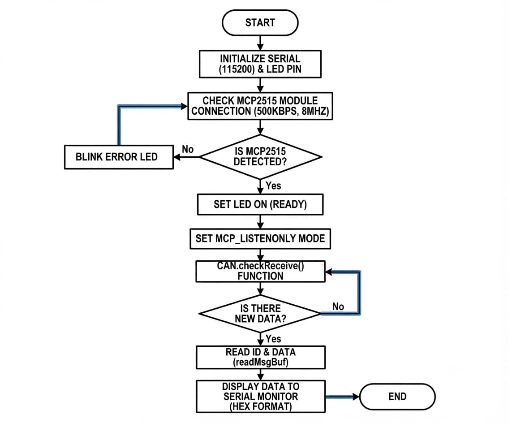 START
INITIALIZE SERIAL
(115200) & LED PIN
CHECK MCP2515 MODULE
CONNECTION (500KBPS, 8MHZ)
IS MCP2515
DETECTED?
No
BLINK ERROR LED
Yes
SET LED ON (READY)
SET MCP_LISTENONLY MODE
CAN.checkReceive()
FUNCTION
IS THERE
NEW DATA?
No
Yes
READ ID & DATA
(readMsgBuf)
DISPLAY DATA TO
SERIAL MONITOR
(HEX FORMAT)
END